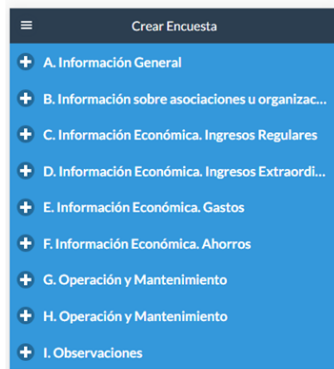 Crear Encuesta
A. Información General
B. Información sobre asociaciones u organizac...
C. Información Económica. Ingresos Regulares
D. Información Económica. Ingresos Extraordi...
E. Información Económica. Gastos
F. Información Económica. Ahorros
G. Operación y Mantenimiento
H. Operación y Mantenimiento
I. Observaciones